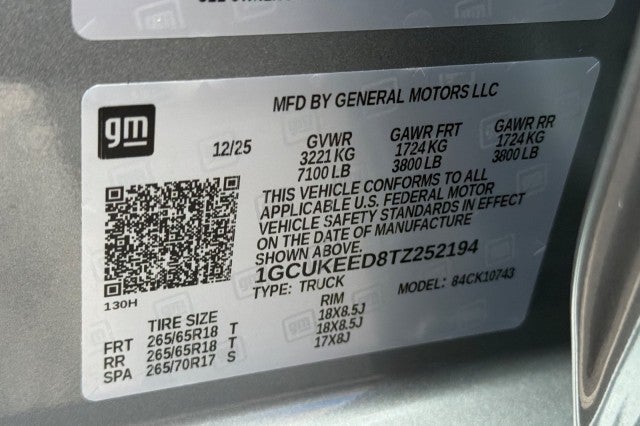 gm
MFD BY GENERAL MOTORS LLC
12/25 GVWR GAWR FRT GAWR RR
3221 KG 1724 KG 1724 KG
7100 LB 3800 LB 3800 LB
THIS VEHICLE CONFORMS TO ALL
APPLICABLE U.S. FEDERAL MOTOR
VEHICLE SAFETY STANDARDS IN EFFECT
ON THE DATE OF MANUFACTURE
SHOWN ABOVE.
1GCUKEED8TZ252194
TYPE: TRUCK MODEL: 84CK10743
130H
TIRE SIZE RIM
FRT 265/65R18 T 18X8.5J
RR 265/65R18 T 18X8.5J
SPA 265/70R17 S 17X8J